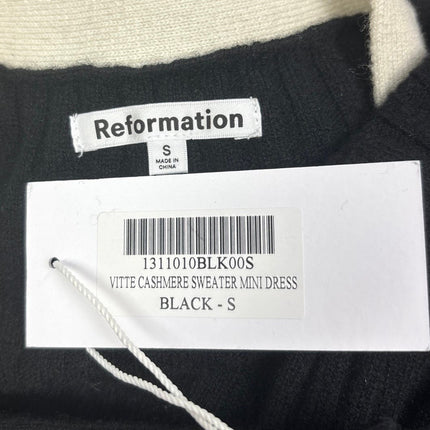 Reformation
S
MADE IN
CHINA
1311010BLK00S
VITTE CASHMERE SWEATER MINI DRESS
BLACK - S